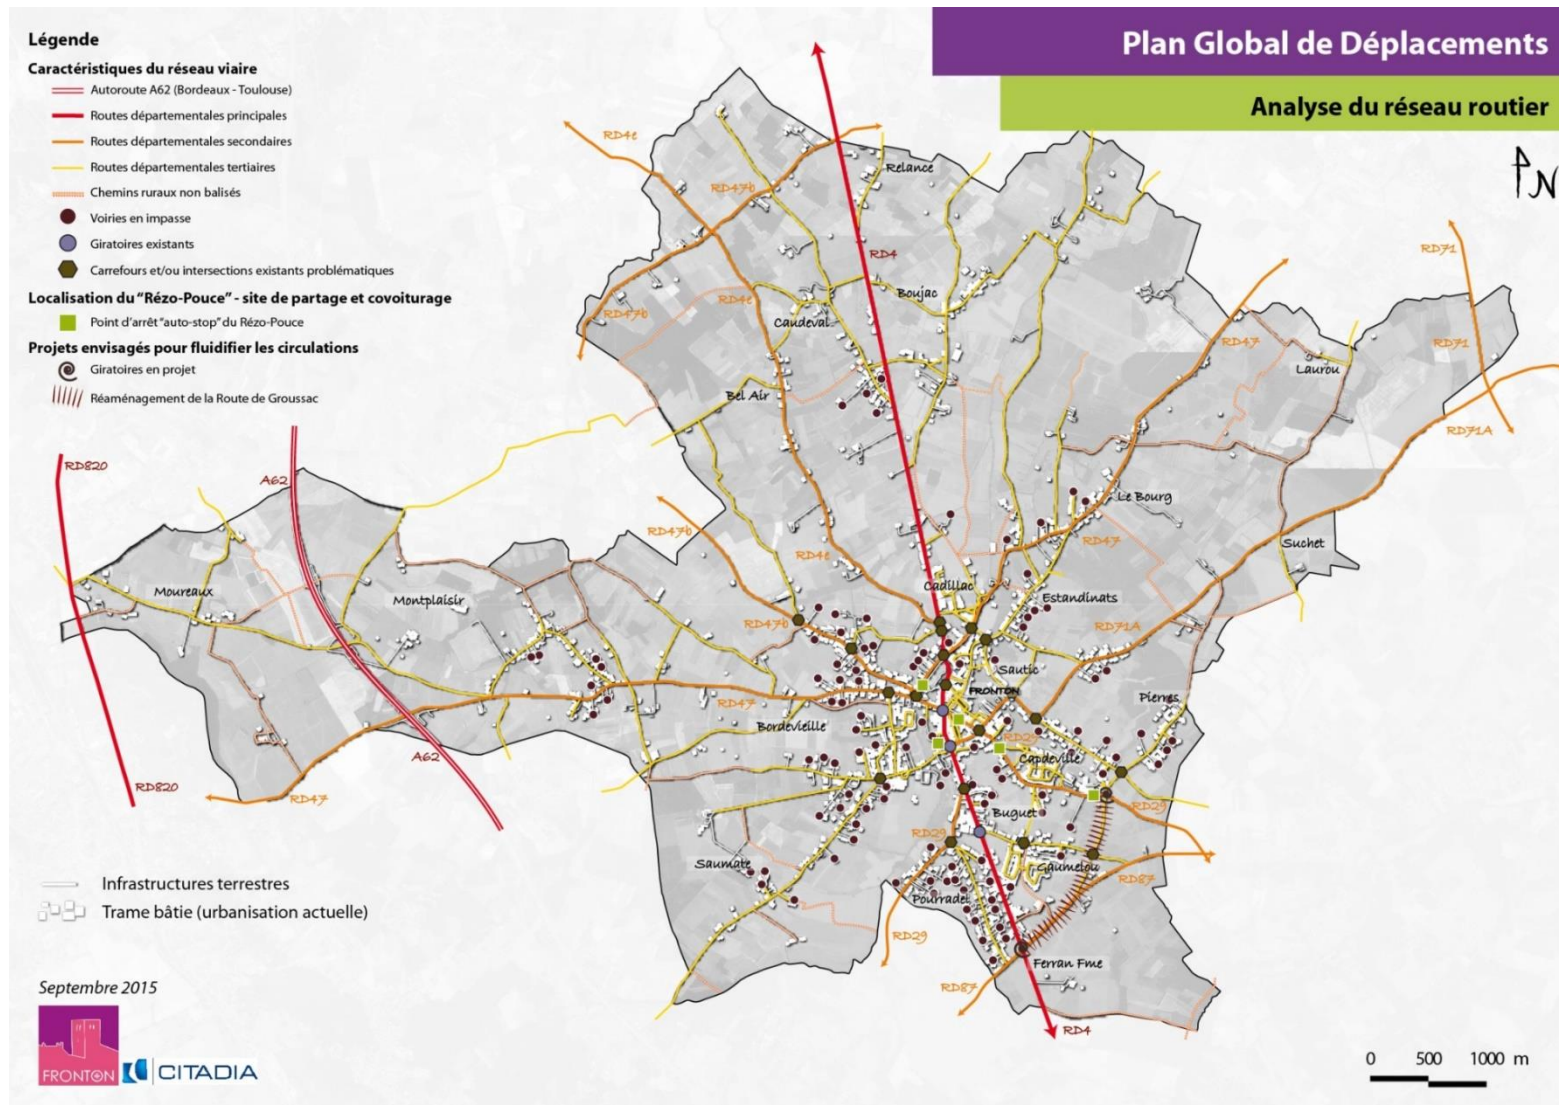 Plan Global de Déplacements
Analyse du réseau routier
Légende
Caractéristiques du réseau viaire
Autoroute A62 (Bordeaux - Toulouse)
Routes départementales principales
Routes départementales secondaires
Routes départementales tertiaires
Chemins ruraux non balisés
Voiries en impasse
Giratoires existants
Carrefours et/ou intersections existants problématiques
Localisation du “Rézo-Pouce” - site de partage et covoiturage
Point d’arrêt “auto-stop” du Rézo-Pouce
Projets envisagés pour fluidifier les circulations
Giratoires en projet
Réaménagement de la Route de Groussac
N
RD4e
Relance
RD47b
RD4
RD71
RD4e
Boujac
RD47b
Caudeval
RD47
RD71
Laurou
Bel Air
RD71A
RD820
A62
Le Bourg
RD47b
RD47
Suchet
RD4e
Cadillac
Moureaux
Montplaisir
Estandinats
RD47b
RD71A
Sautic
FRONTON
Pierres
RD47
Bordevieille
RD29
A62
Capdeville
RD820
RD47
RD29
Buguet
RD29
Saumate
Gaumelou
RD87
Pourradel
RD29
Ferran Fme
RD87
RD4
Infrastructures terrestres
Trame bâtie (urbanisation actuelle)
Septembre 2015
FRONTON
CITADIA
0 500 1000 m